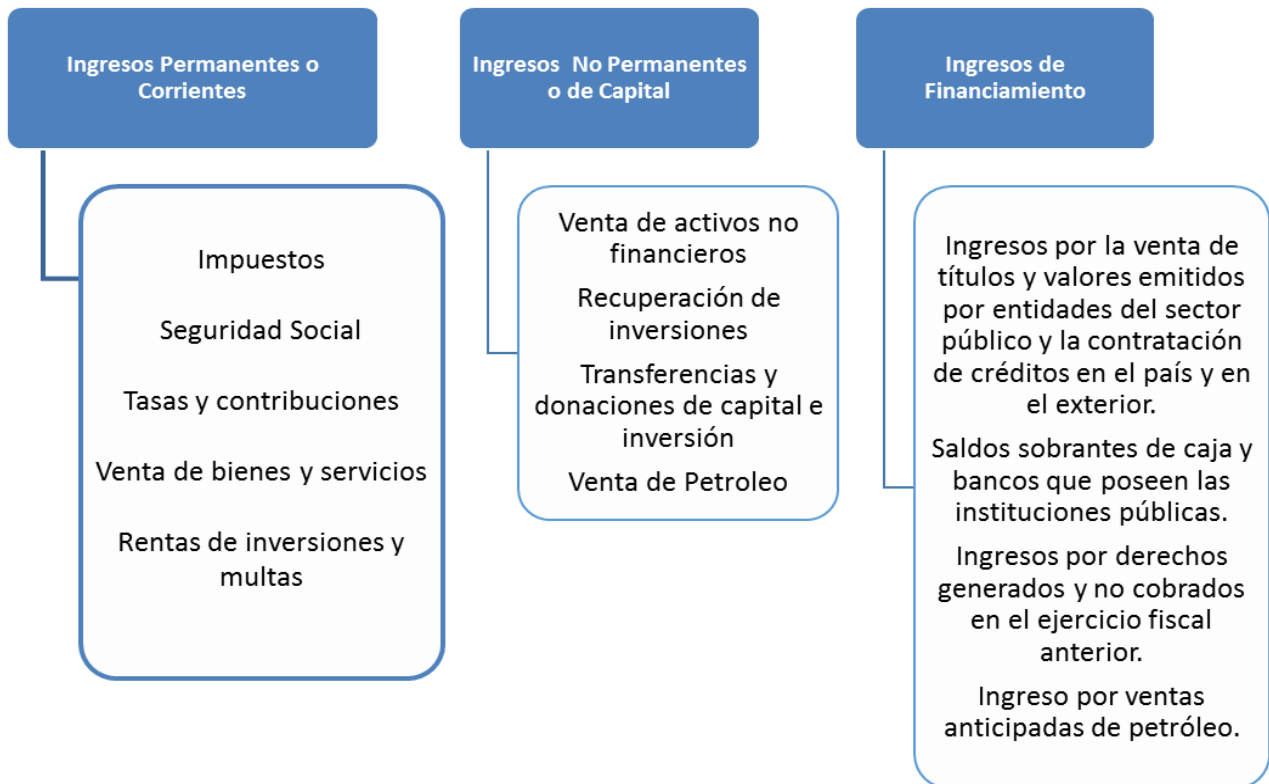 Ingresos Permanentes o
Corrientes
Impuestos
Seguridad Social
Tasas y contribuciones
Venta de bienes y servicios
Rentas de inversiones y
multas
Ingresos No Permanentes
o de Capital
Venta de activos no
financieros
Recuperación de
inversiones
Transferencias y
donaciones de capital e
inversión
Venta de Petroleo
Ingresos de
Financiamiento
Ingresos por la venta de
títulos y valores emitidos
por entidades del sector
público y la contratación
de créditos en el país y en
el exterior.
Saldos sobrantes de caja y
bancos que poseen las
instituciones públicas.
Ingresos por derechos
generados y no cobrados
en el ejercicio fiscal
anterior.
Ingreso por ventas
anticipadas de petróleo.